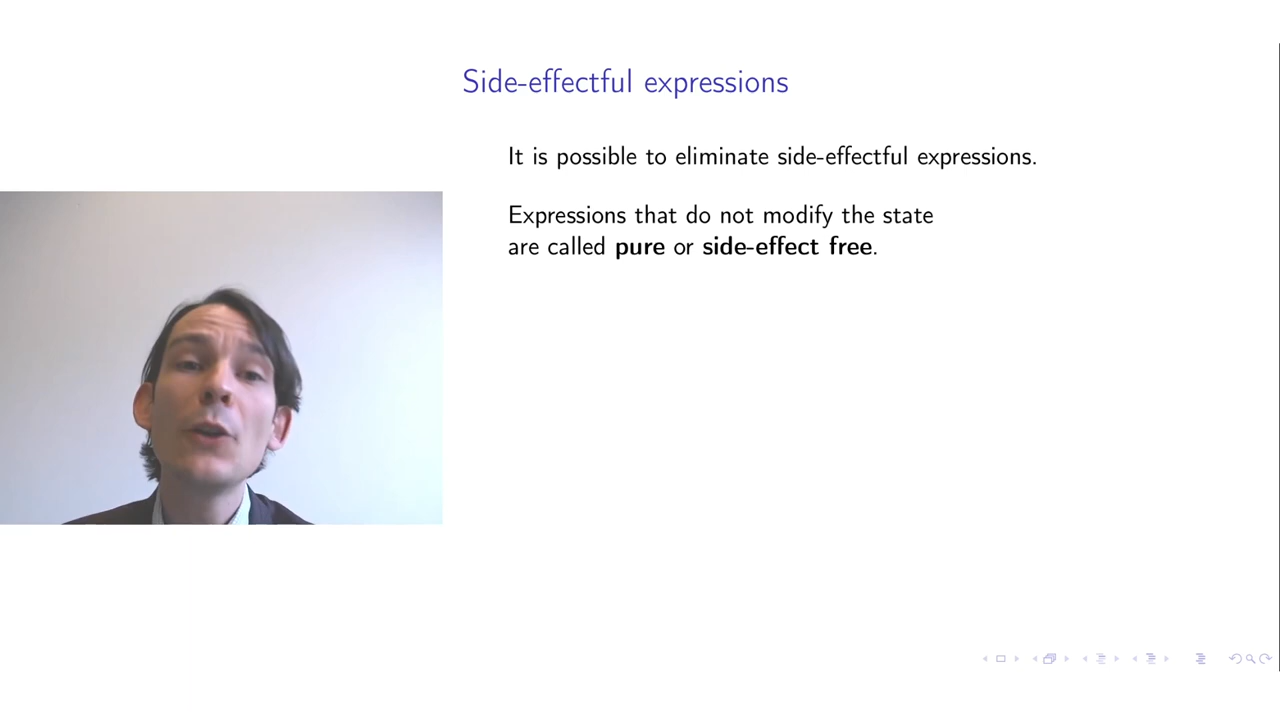 Side-effectful expressions
It is possible to eliminate side-effectful expressions.
Expressions that do not modify the state
are called pure or side-effect free.